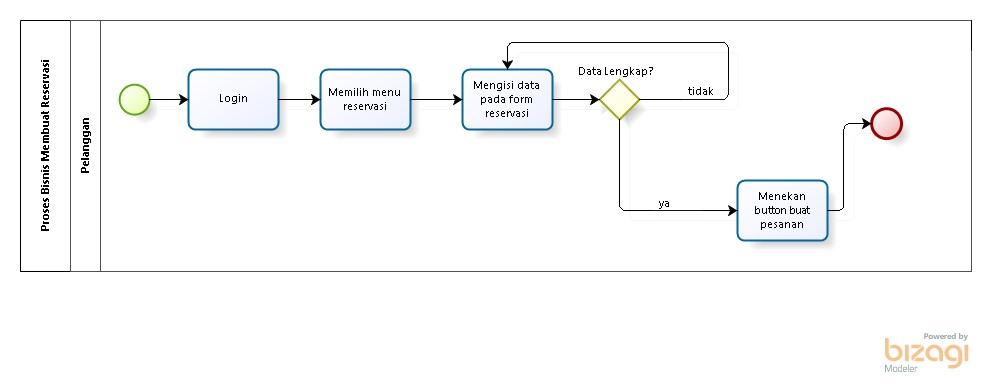 Proses Bisnis Membuat Reservasi
Pelanggan
Login
Memilih menu
reservasi
Mengisi data
pada form
reservasi
Data Lengkap?
tidak
ya
Menekan
button buat
pesanan
Powered by
bizagi
Modeler